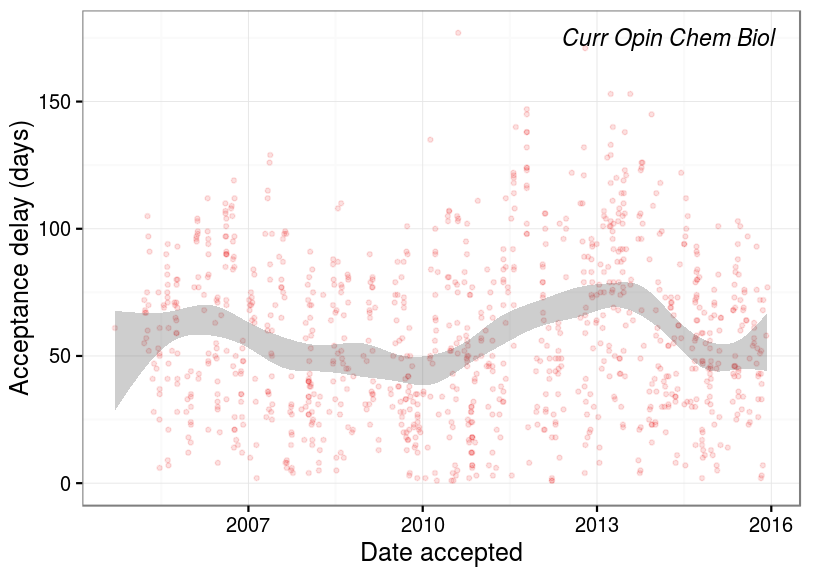 Curr Opin Chem Biol
Acceptance delay (days)
150
100
50
0
2007 2010 2013 2016
Date accepted